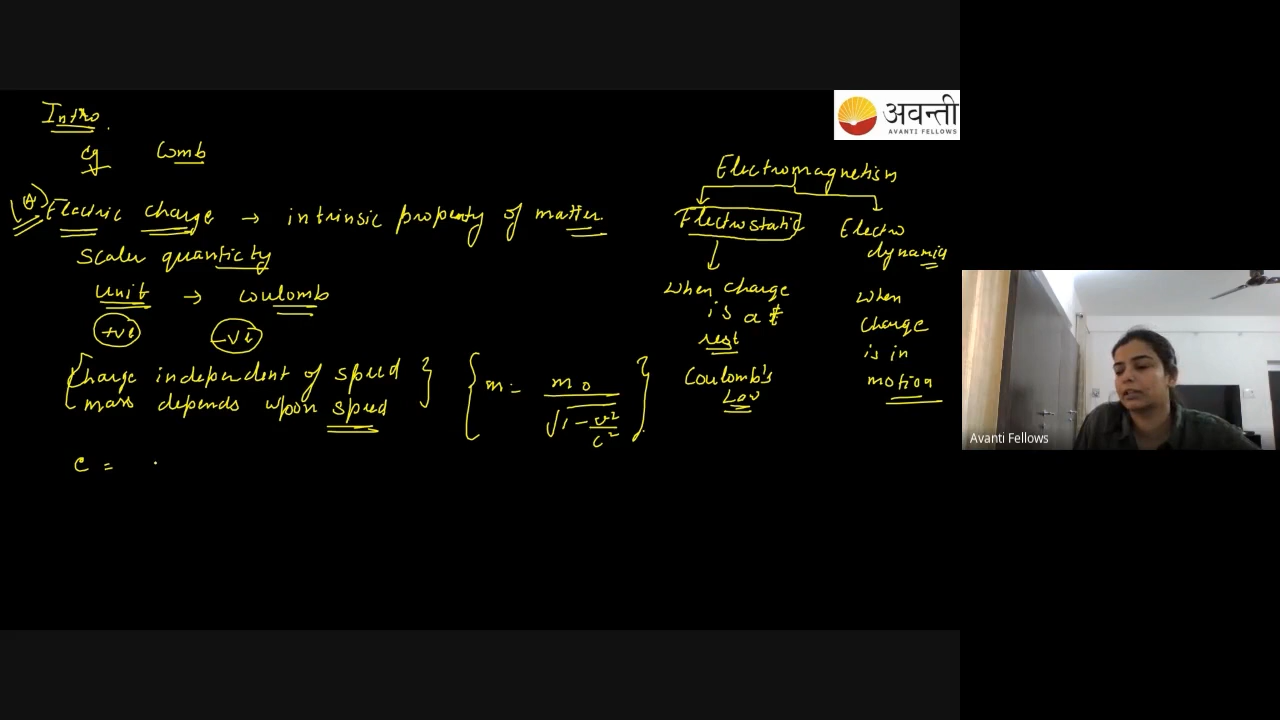 Intro.
eg Comb
(A) Electric charge → intrinsic property of matter.
Scalar quanticty
Unit → Coulomb
+ve -ve
Charge independent of speed
mass depends upon speed
{ m = m₀ / √1 - v²/c² }
c =
Electromagnetism
Electrostatic
When charge
is at
rest
Coulomb's
Law
Electro
dynamics
when
charge
is in
motion
अवन्ती
AVANTI FELLOWS
Avanti Fellows